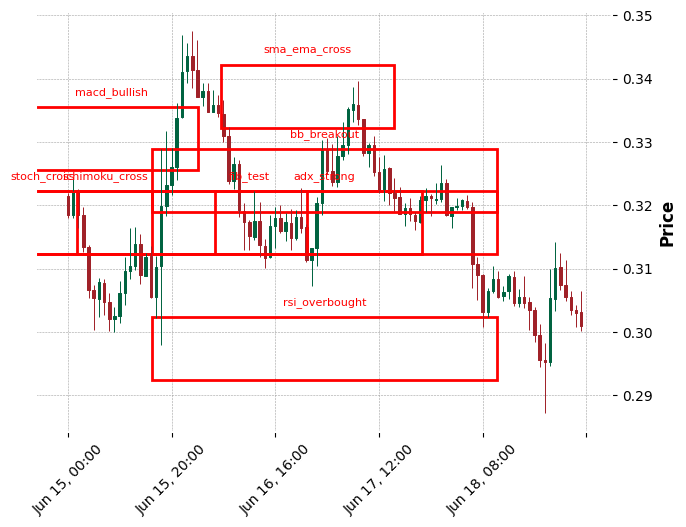 sma_ema_cross
macd_bullish
bb_breakout
ichimoku_cross
adx_strong
rsi_overbought
0.35
0.34
0.33
0.32
0.31
0.30
0.29
Price
Jun 15, 00:00
Jun 15, 20:00
Jun 16, 16:00
Jun 17, 12:00
Jun 18, 08:00